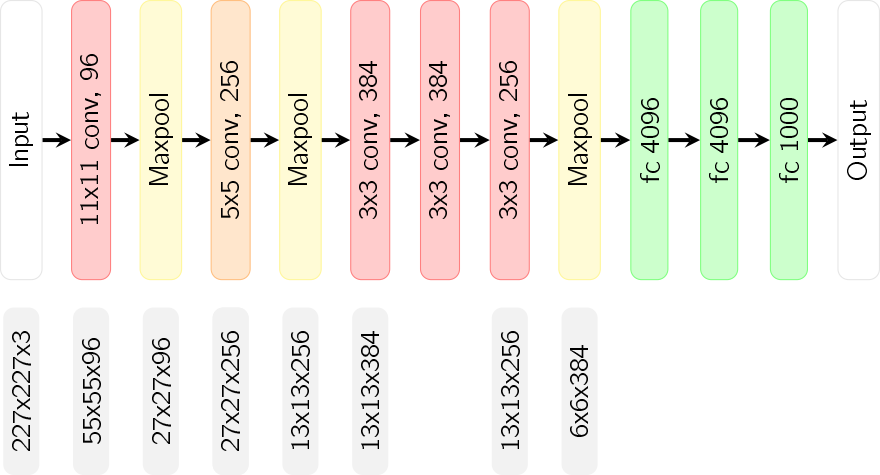 Input
11x11 conv, 96
Maxpool
5x5 conv, 256
Maxpool
3x3 conv, 384
3x3 conv, 384
3x3 conv, 256
Maxpool
fc 4096
fc 4096
fc 1000
Output
227x227x3
55x55x96
27x27x96
27x27x256
13x13x256
13x13x384
13x13x256
6x6x384